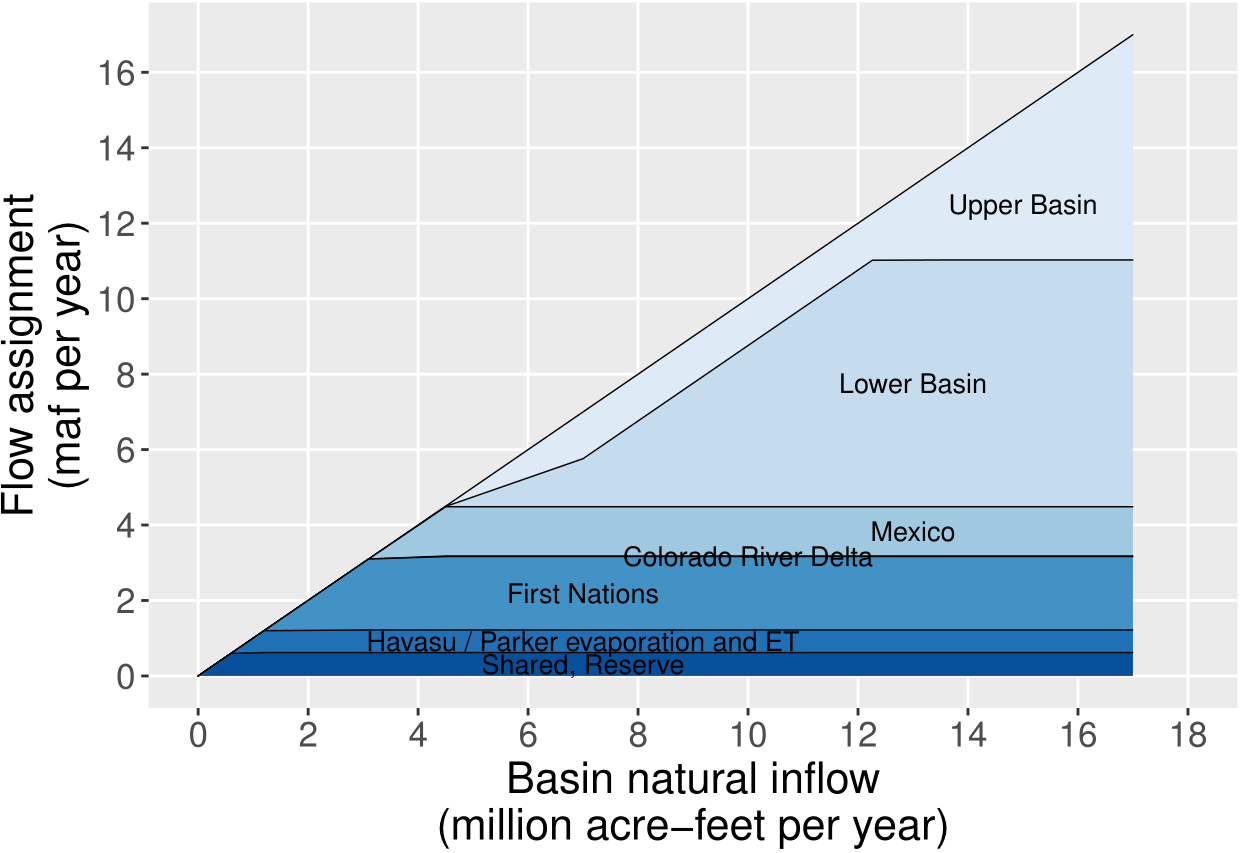 Flow assignment
(maf per year)
16
14
12
10
8
6
4
2
0
Upper Basin
Lower Basin
Mexico
Colorado River Delta
First Nations
Havasu / Parker evaporation and ET
Shared, Reserve
0 2 4 6 8 10 12 14 16 18
Basin natural inflow
(million acre−feet per year)